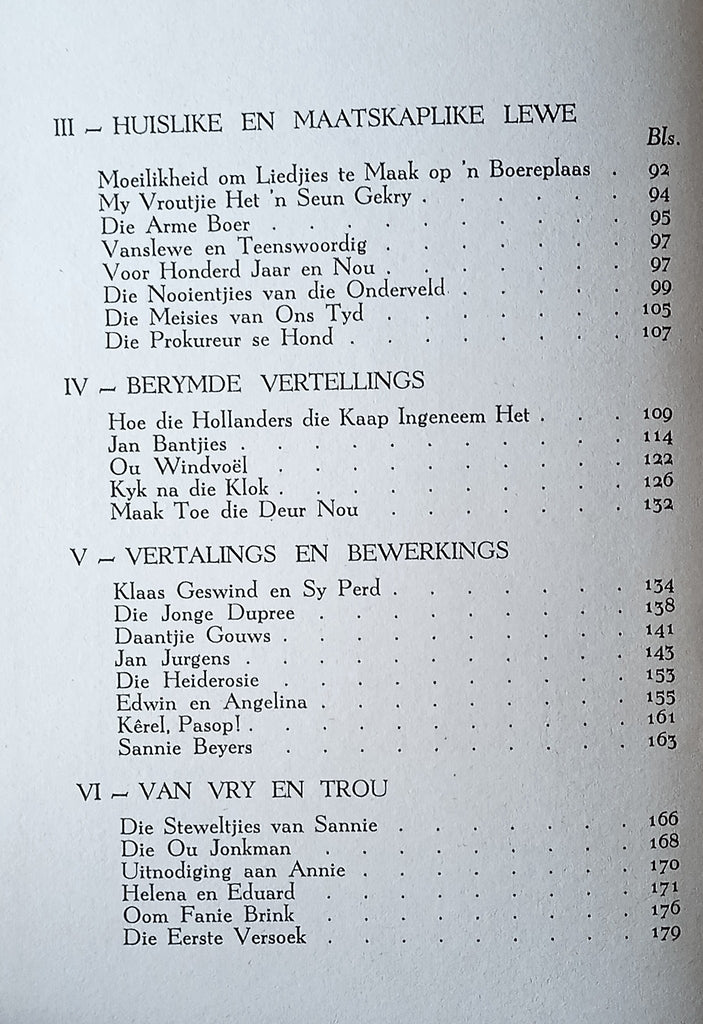 III – HUISLIKE EN MAATSKAPLIKE LEWE
Bls.
Moeilikheid om Liedjies te Maak op 'n Boereplaas . 92
My Vroutjie Het 'n Seun Gekry . . . . . . 94
Die Arme Boer . . . . . . . . . 95
Vanslewe en Teenswoordig . . . . . . . 97
Voor Honderd Jaar en Nou . . . . . . . 97
Die Nooientjies van die Onderveld . . . . . 99
Die Meisies van Ons Tyd . . . . . . . 105
Die Prokureur se Hond . . . . . . . . 107
IV – BERYMDE VERTELLINGS
Hoe die Hollanders die Kaap Ingeneem Het . . . 109
Jan Bantjies . . . . . . . . . . 114
Ou Windvoël . . . . . . . . . 122
Kyk na die Klok . . . . . . . . . 126
Maak Toe die Deur Nou . . . . . . . 132
V – VERTALINGS EN BEWERKINGS
Klaas Geswind en Sy Perd . . . . . . . 134
Die Jonge Dupree . . . . . . . . . 138
Daantjie Gouws . . . . . . . . . . 141
Jan Jurgens . . . . . . . . . . . 143
Die Heiderosie . . . . . . . . . . 153
Edwin en Angelina . . . . . . . . . 155
Kêrel, Pasop! . . . . . . . . . . . 161
Sannie Beyers . . . . . . . . . . 163
VI – VAN VRY EN TROU
Die Steweltjies van Sannie . . . . . . . 166
Die Ou Jonkman . . . . . . . . . 168
Uitnodiging aan Annie . . . . . . . . 170
Helena en Eduard . . . . . . . . . 171
Oom Fanie Brink . . . . . . . . . 176
Die Eerste Versoek . . . . . . . . . 179